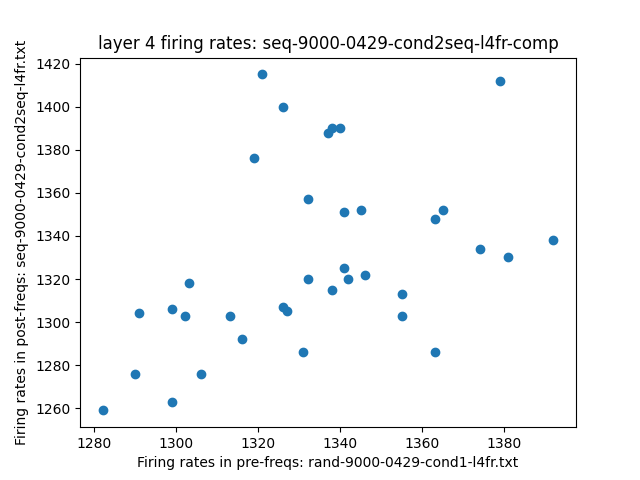 layer 4 firing rates: seq-9000-0429-cond2seq-l4fr-comp
Firing rates in post-freqs: seq-9000-0429-cond2seq-l4fr.txt
1420
1400
1380
1360
1340
1320
1300
1280
1260
1280 1300 1320 1340 1360 1380
Firing rates in pre-freqs: rand-9000-0429-cond1-l4fr.txt